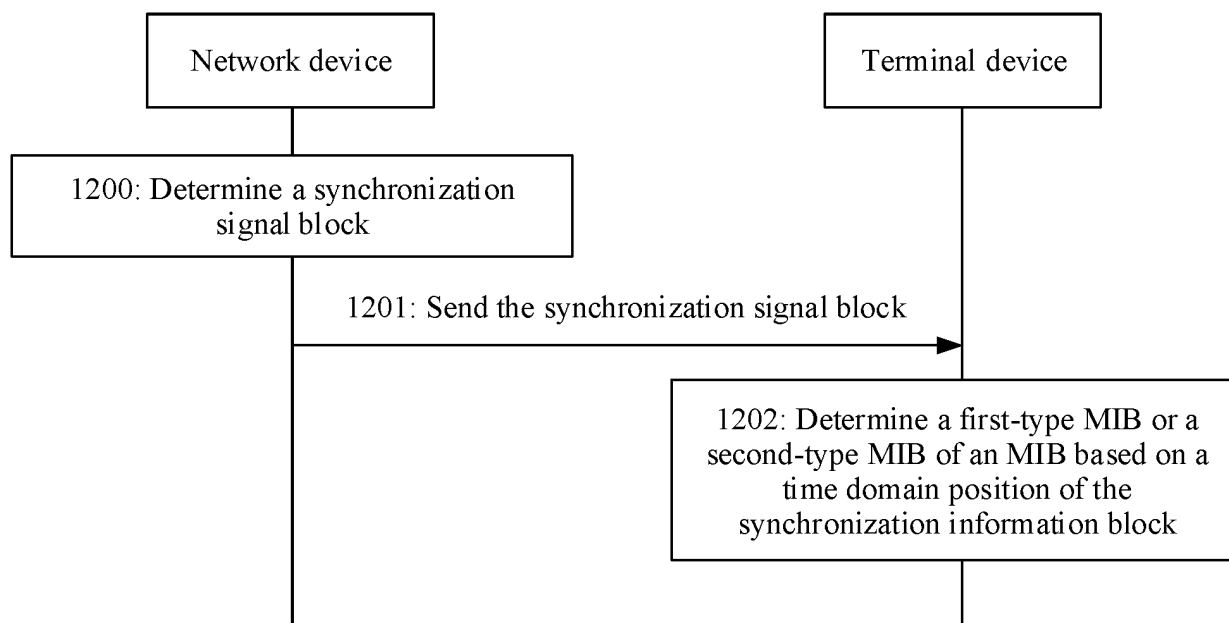 Network device
Terminal device
1200: Determine a synchronization
signal block
1201: Send the synchronization signal block
1202: Determine a first-type MIB or a
second-type MIB of an MIB based on a
time domain position of the
synchronization information block